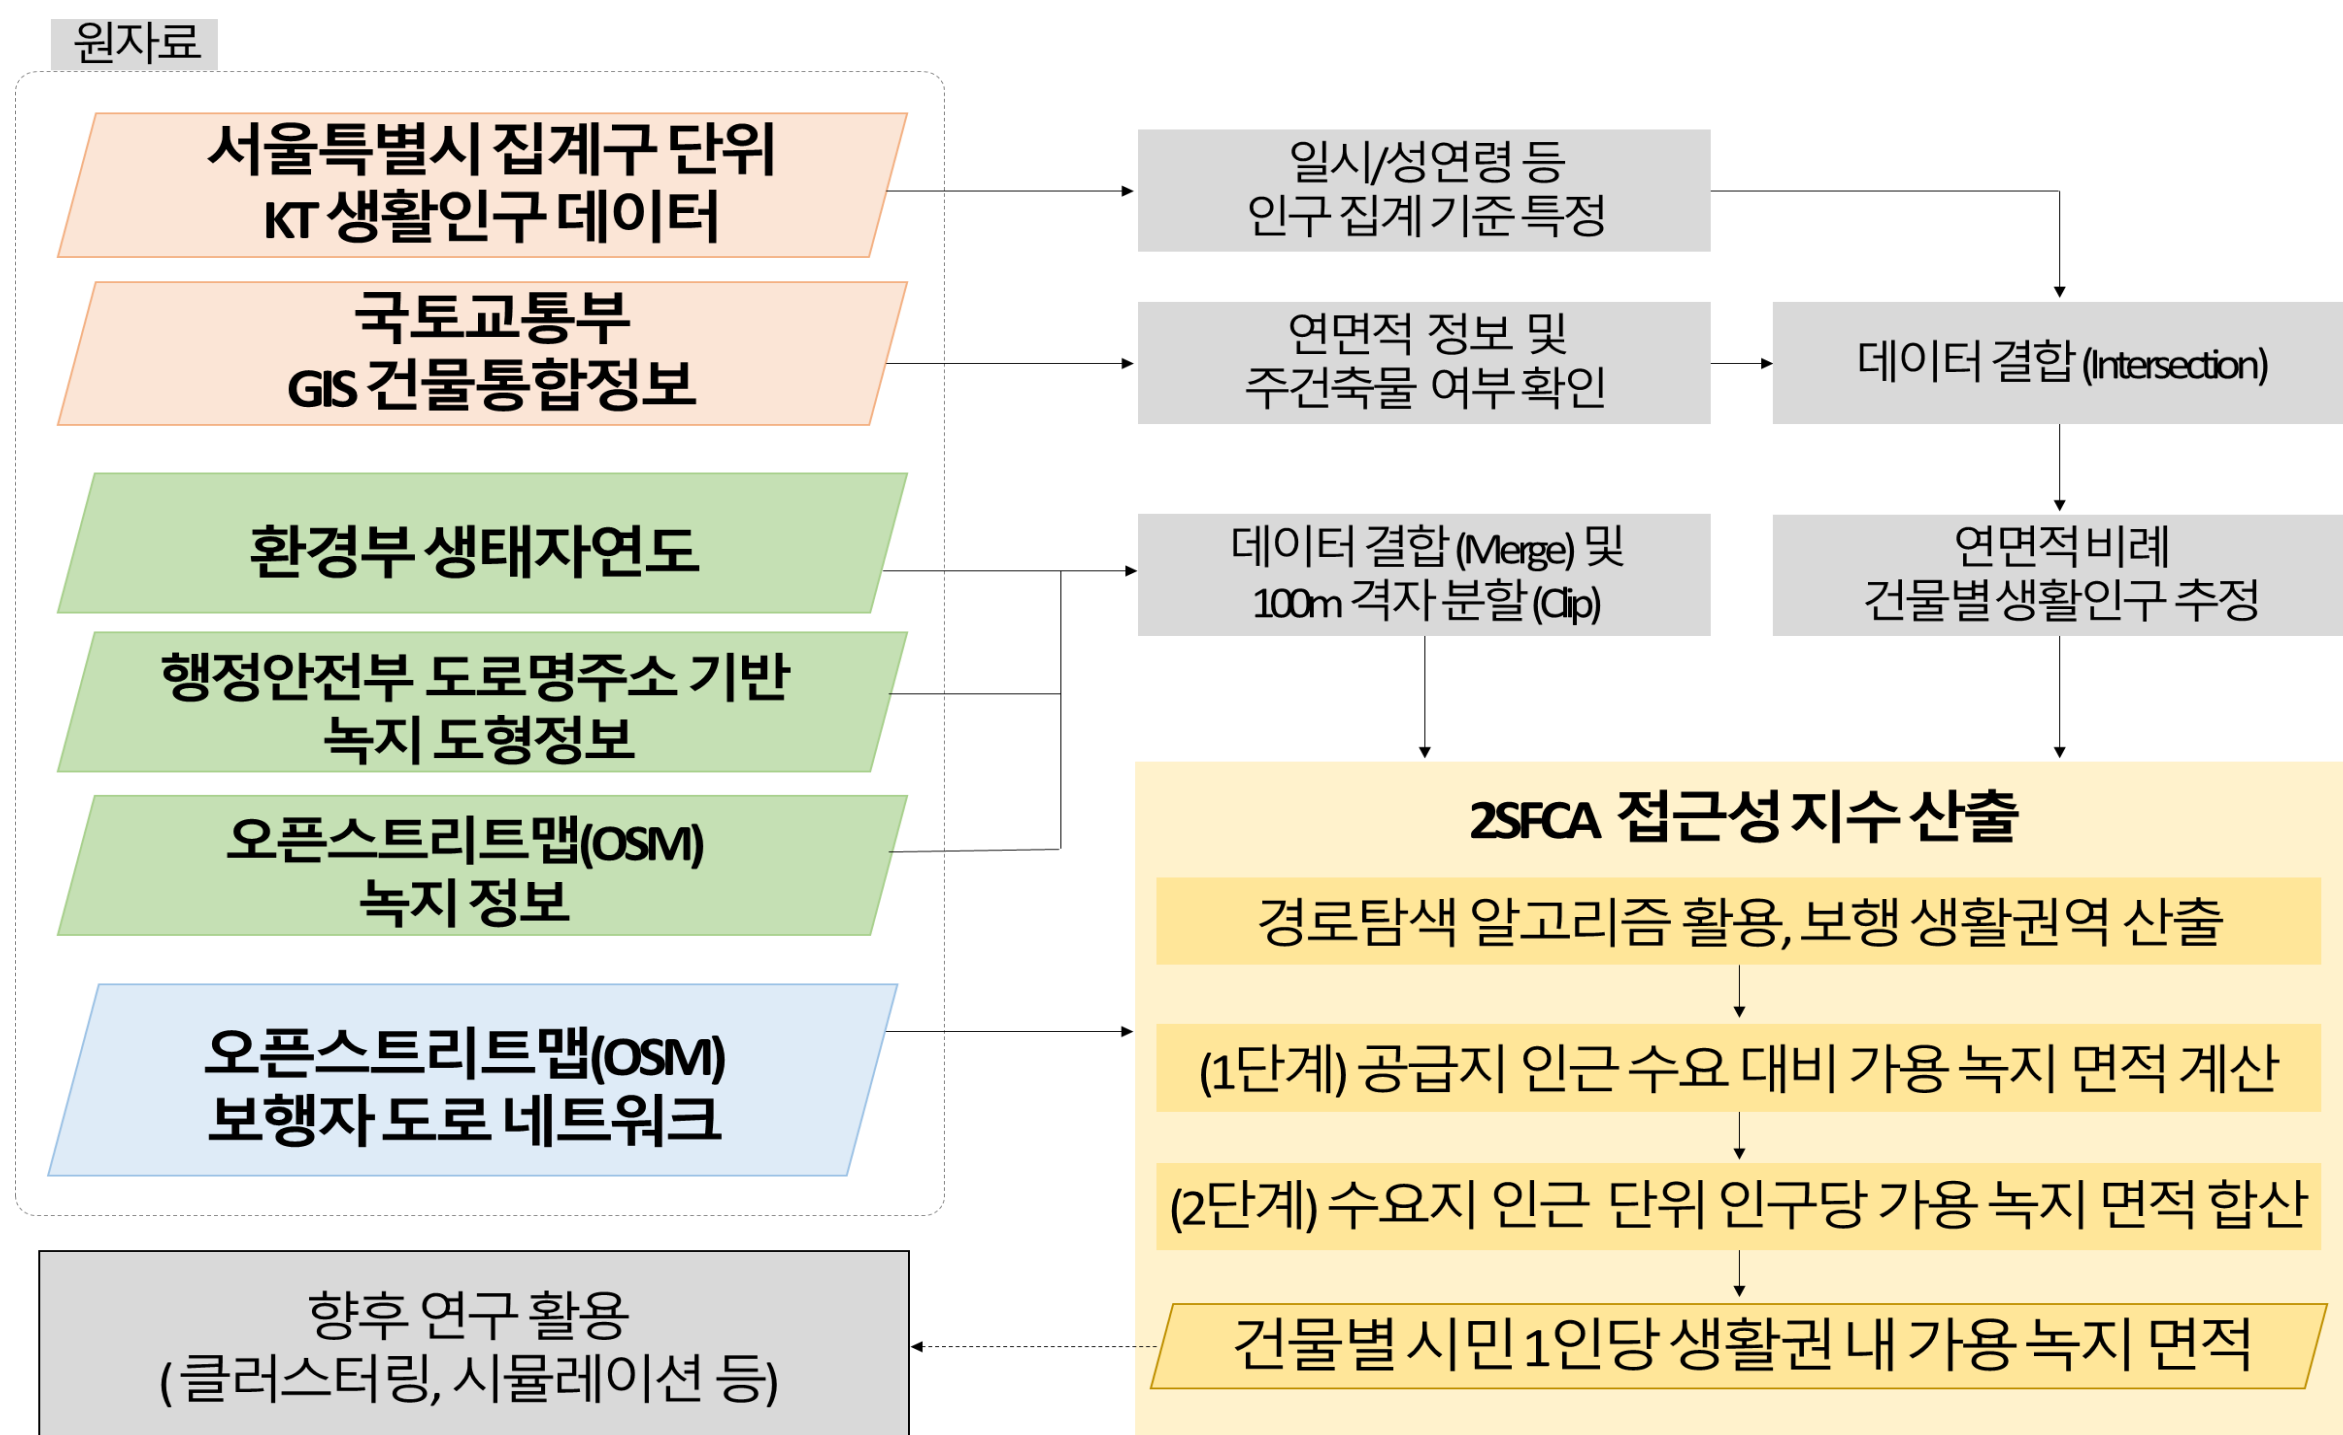 원자료
서울특별시 집계구 단위
KT 생활인구 데이터
국토교통부
GIS 건물통합정보
환경부 생태자연도
행정안전부 도로명주소 기반
녹지 도형정보
오픈스트리트맵(OSM)
녹지 정보
오픈스트리트맵(OSM)
보행자 도로 네트워크
일시/성연령 등
인구 집계 기준 특정
연면적 정보 및
주건축물 여부 확인
데이터 결합 (Intersection)
데이터 결합 (Merge) 및
100m 격자 분할 (Clip)
연면적 비례
건물별 생활인구 추정
2SFCA 접근성 지수 산출
경로탐색 알고리즘 활용, 보행 생활권역 산출
(1단계) 공급지 인근 수요 대비 가용 녹지 면적 계산
(2단계) 수요지 인근 단위 인구당 가용 녹지 면적 합산
건물별 시민 1인당 생활권 내 가용 녹지 면적
향후 연구 활용
( 클러스터링, 시뮬레이션 등)